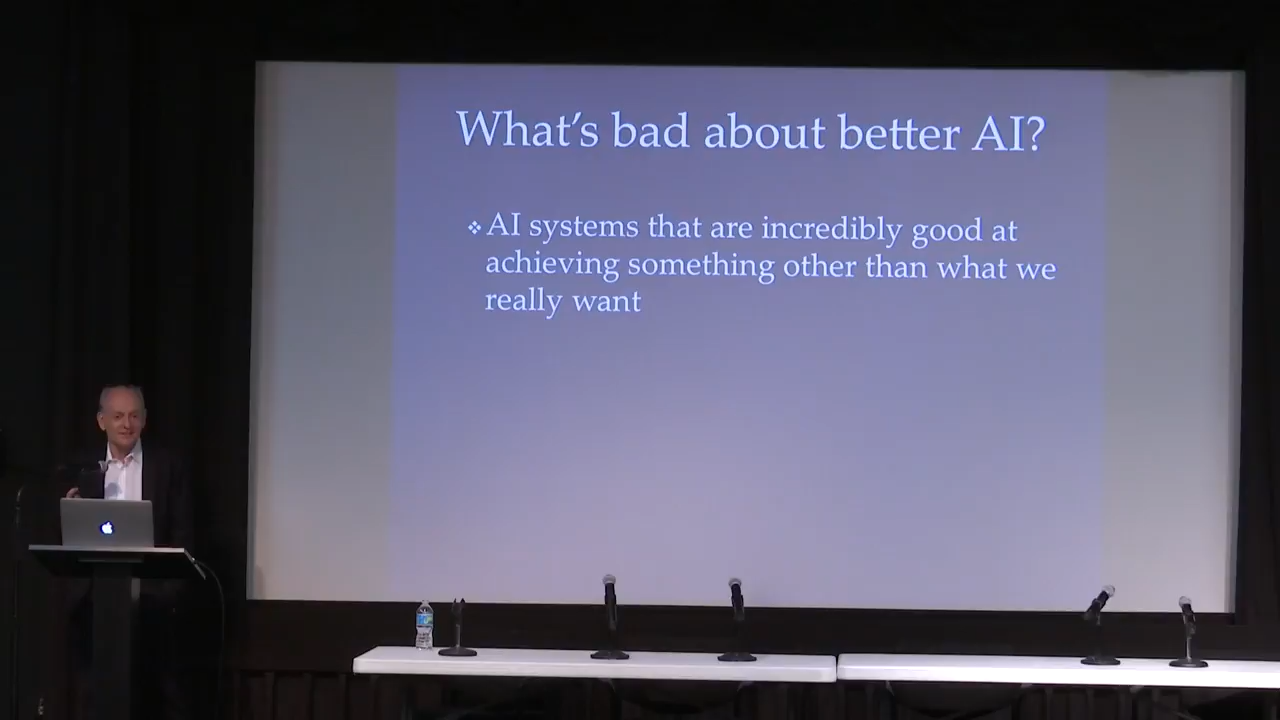 What's bad about better AI?
❖ AI systems that are incredibly good at
achieving something other than what we
really want